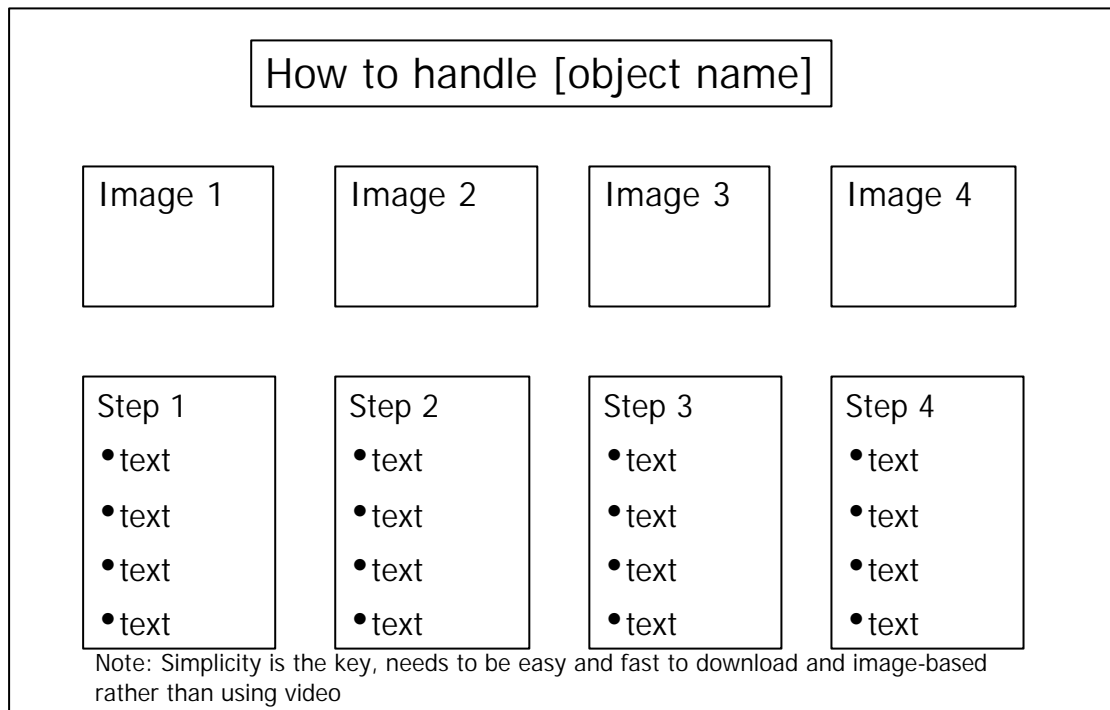 How to handle [object name]
Image 1
Image 2
Image 3
Image 4
Step 1
•text
•text
•text
•text
Step 2
•text
•text
•text
•text
Step 3
•text
•text
•text
•text
Step 4
•text
•text
•text
•text
Note: Simplicity is the key, needs to be easy and fast to download and image-based
rather than using video